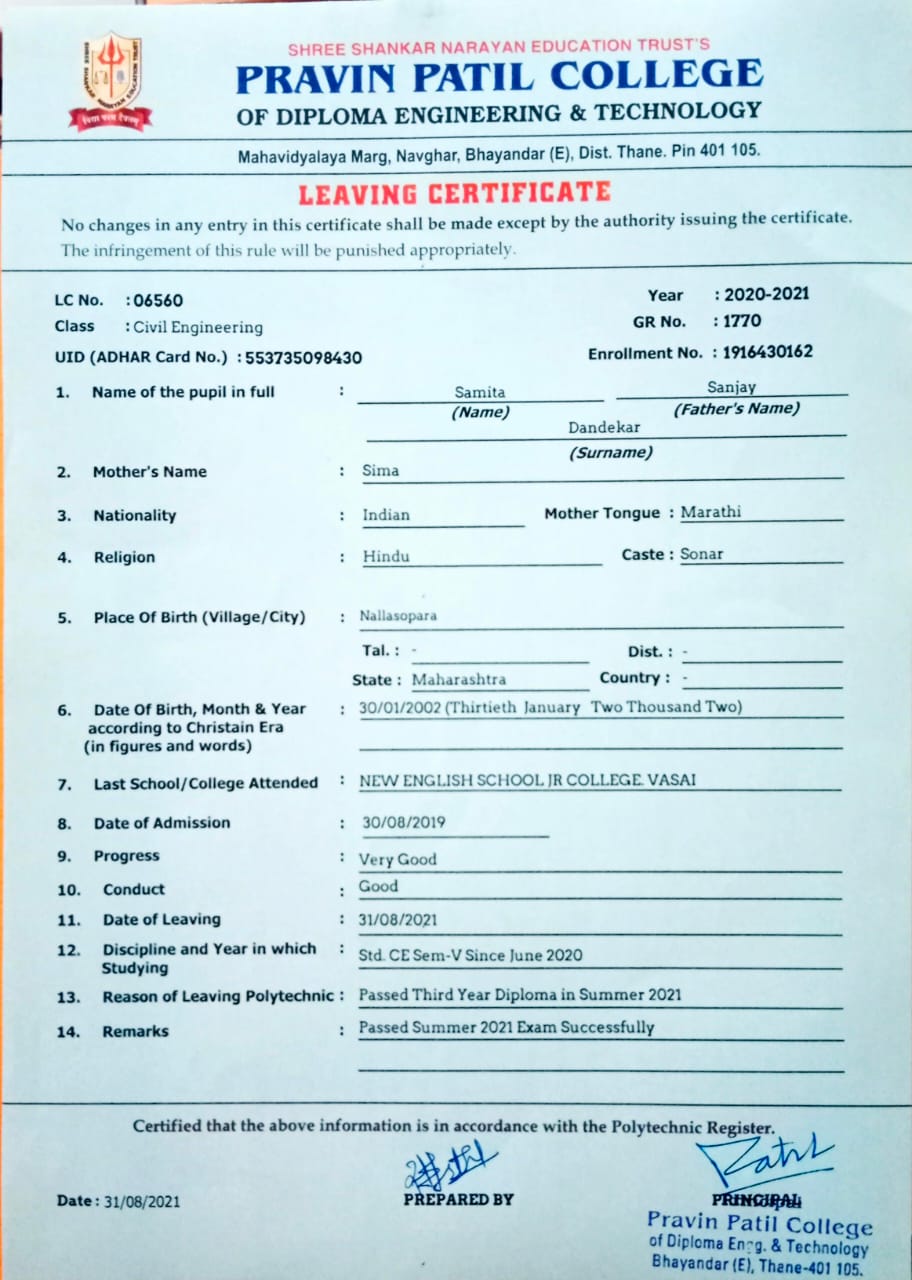 SHREE SHANKAR NARAYAN EDUCATION TRUST
विद्या परम दैवतम्
SHREE SHANKAR NARAYAN EDUCATION TRUST'S
PRAVIN PATIL COLLEGE
OF DIPLOMA ENGINEERING & TECHNOLOGY
Mahavidyalaya Marg, Navghar, Bhayandar (E), Dist. Thane. Pin 401 105.
LEAVING CERTIFICATE
No changes in any entry in this certificate shall be made except by the authority issuing the certificate.
The infringement of this rule will be punished appropriately.
LC No. : 06560 Year : 2020-2021
Class : Civil Engineering GR No. : 1770
UID (ADHAR Card No.) : 553735098430 Enrollment No. : 1916430162
1. Name of the pupil in full : Samita Sanjay
(Name) (Father's Name)
Dandekar
(Surname)
2. Mother's Name : Sima
3. Nationality : Indian Mother Tongue : Marathi
4. Religion : Hindu Caste : Sonar
5. Place Of Birth (Village/City) : Nallasopara
Tal. : - Dist. : -
State : Maharashtra Country : -
6. Date Of Birth, Month & Year : 30/01/2002 (Thirtieth January Two Thousand Two)
according to Christain Era
(in figures and words)
7. Last School/College Attended : NEW ENGLISH SCHOOL JR COLLEGE. VASAI
8. Date of Admission : 30/08/2019
9. Progress : Very Good
10. Conduct : Good
11. Date of Leaving : 31/08/2021
12. Discipline and Year in which : Std. CE Sem-V Since June 2020
Studying
13. Reason of Leaving Polytechnic : Passed Third Year Diploma in Summer 2021
14. Remarks : Passed Summer 2021 Exam Successfully
Certified that the above information is in accordance with the Polytechnic Register.
Date : 31/08/2021 PREPARED BY PRINCIPAL
Pravin Patil College
of Diploma Engg. & Technology
Bhayandar (E), Thane-401 105.